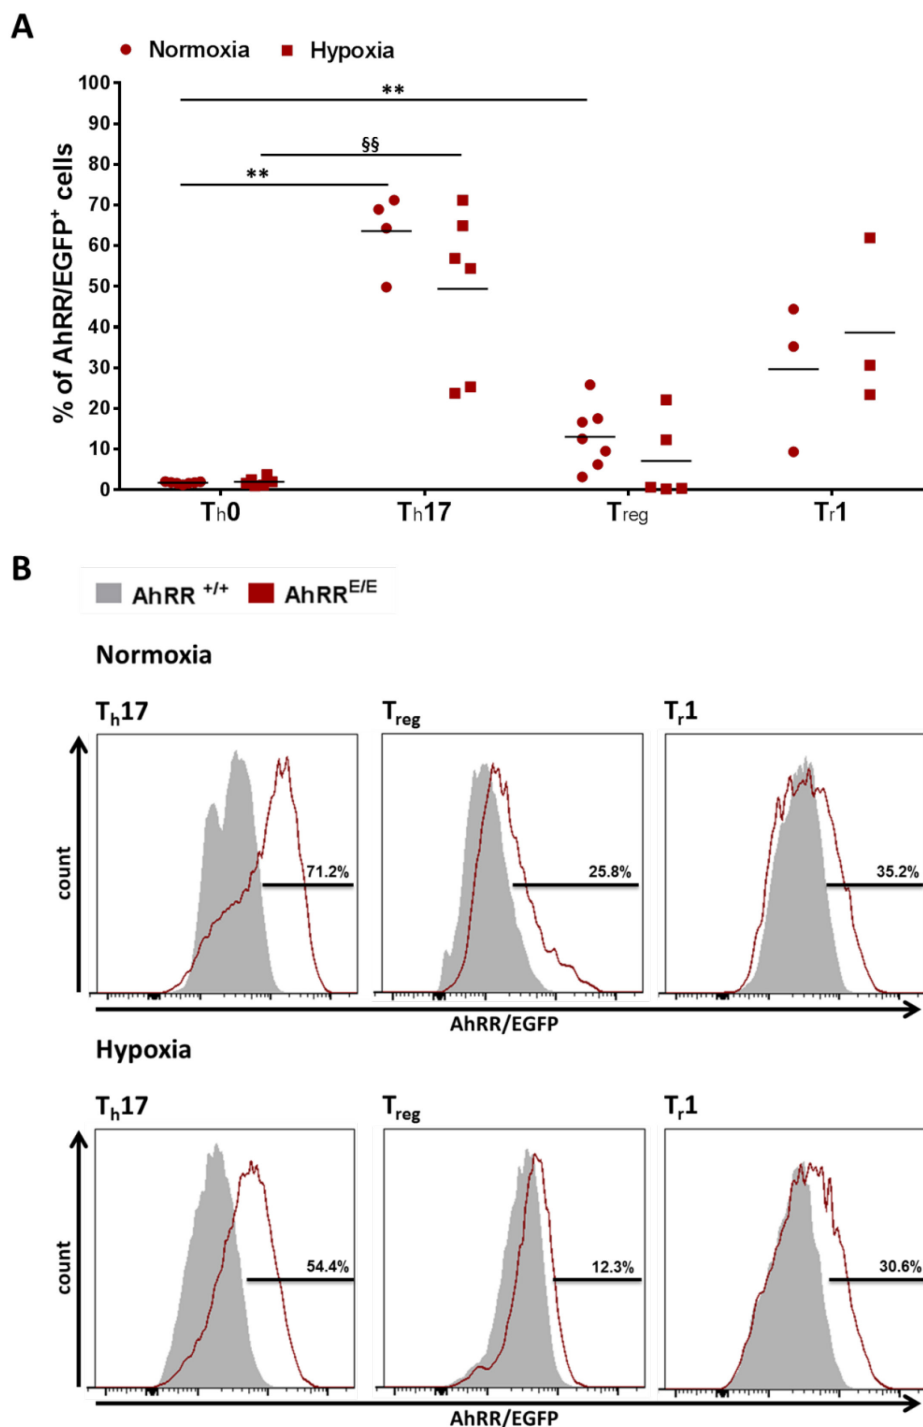 A
Normoxia Hypoxia
% of AhRR/EGFP⁺ cells
100
90
80
70
60
50
40
30
20
10
0
**
§§
**
Th0 Th17 Treg Tr1
B
AhRR +/+ AhRR E/E
Normoxia
Th17 Treg Tr1
count
71.2% 25.8% 35.2%
AhRR/EGFP
Hypoxia
Th17 Treg Tr1
count
54.4% 12.3% 30.6%
AhRR/EGFP